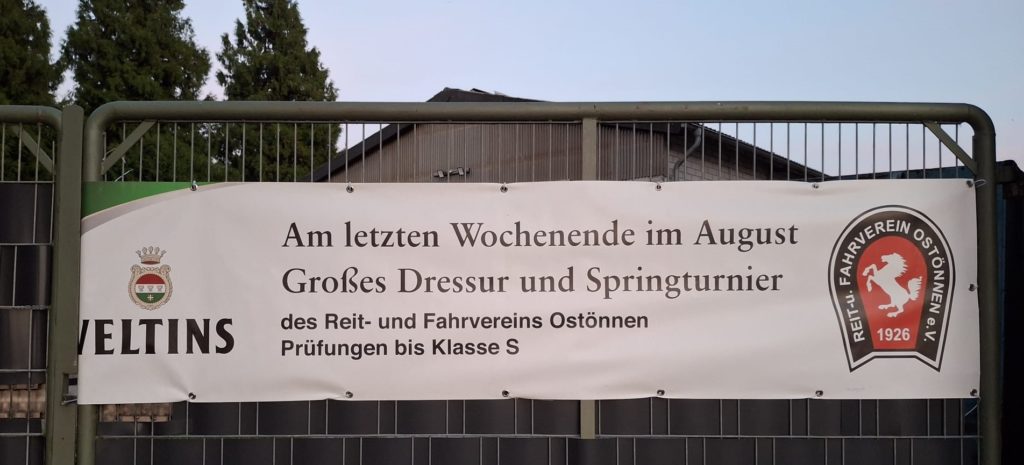 Am letzten Wochenende im August
Großes Dressur und Springturnier
des Reit- und Fahrvereins Ostönnen
Prüfungen bis Klasse S
VELTINS
REIT-u. FAHRVEREIN OSTÖNNEN e.V.
1926